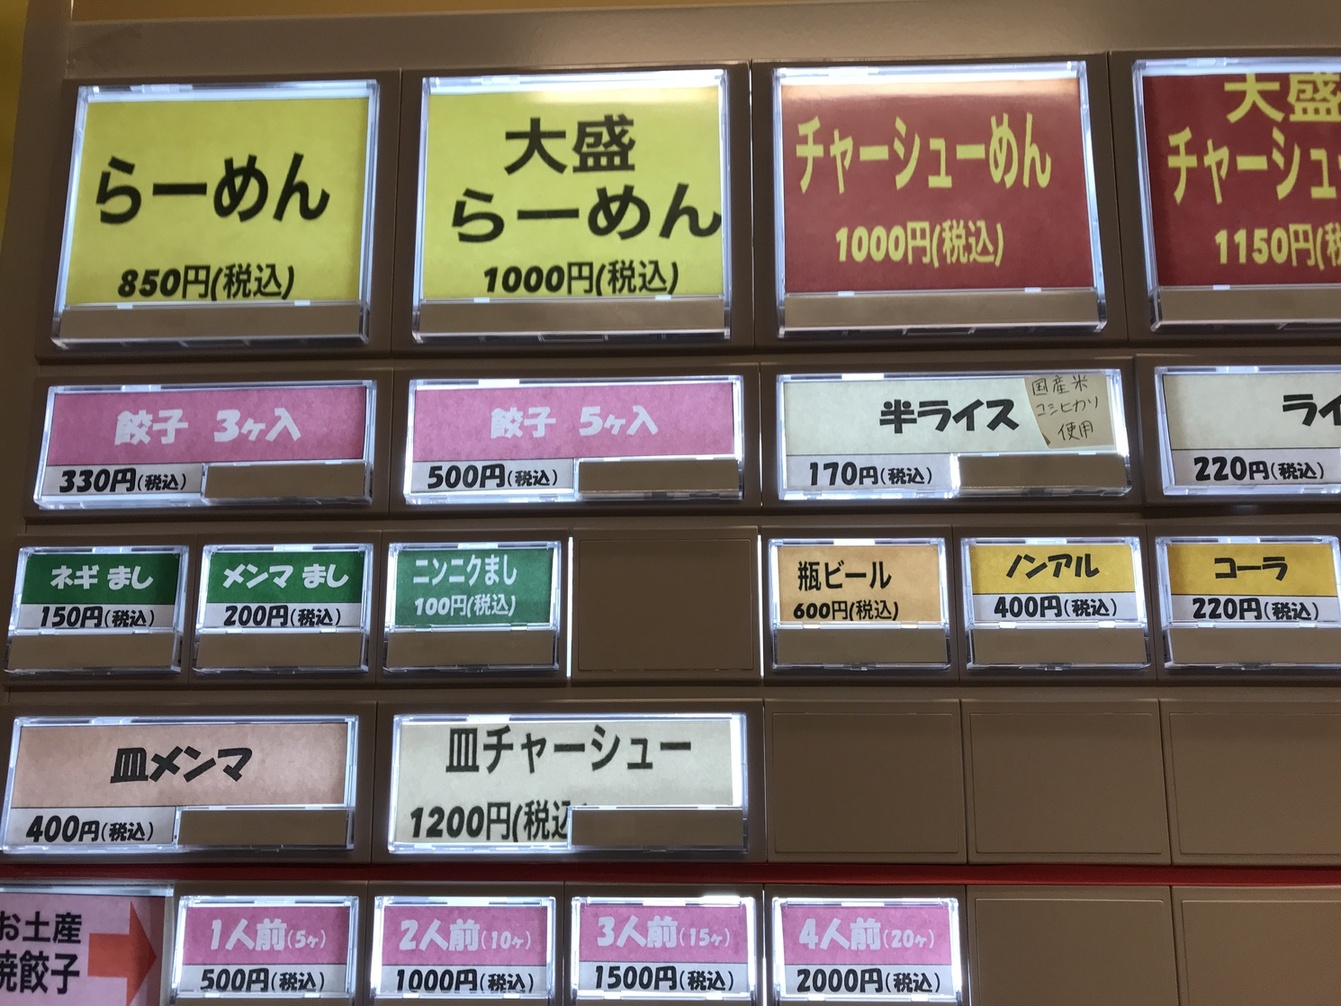 らーめん
850円(税込)
大盛
らーめん
1000円(税込)
チャーシューめん
1000円(税込)
大盛
チャーシュ
1150円(税
餃子 3ヶ入
330円(税込)
餃子 5ヶ入
500円(税込)
半ライス
国産米
コシヒカリ
使用
170円(税込)
ライ
220円(税込)
ネギ まし
150円(税込)
メンマ まし
200円(税込)
ニンニクまし
100円(税込)
瓶ビール
600円(税込)
ノンアル
400円(税込)
コーラ
220円(税込)
皿メンマ
400円(税込)
皿チャーシュー
1200円(税込
お土産
焼餃子
1人前(5ヶ)
500円(税込)
2人前(10ヶ)
1000円(税込)
3人前(15ヶ)
1500円(税込)
4人前(20ヶ)
2000円(税込)